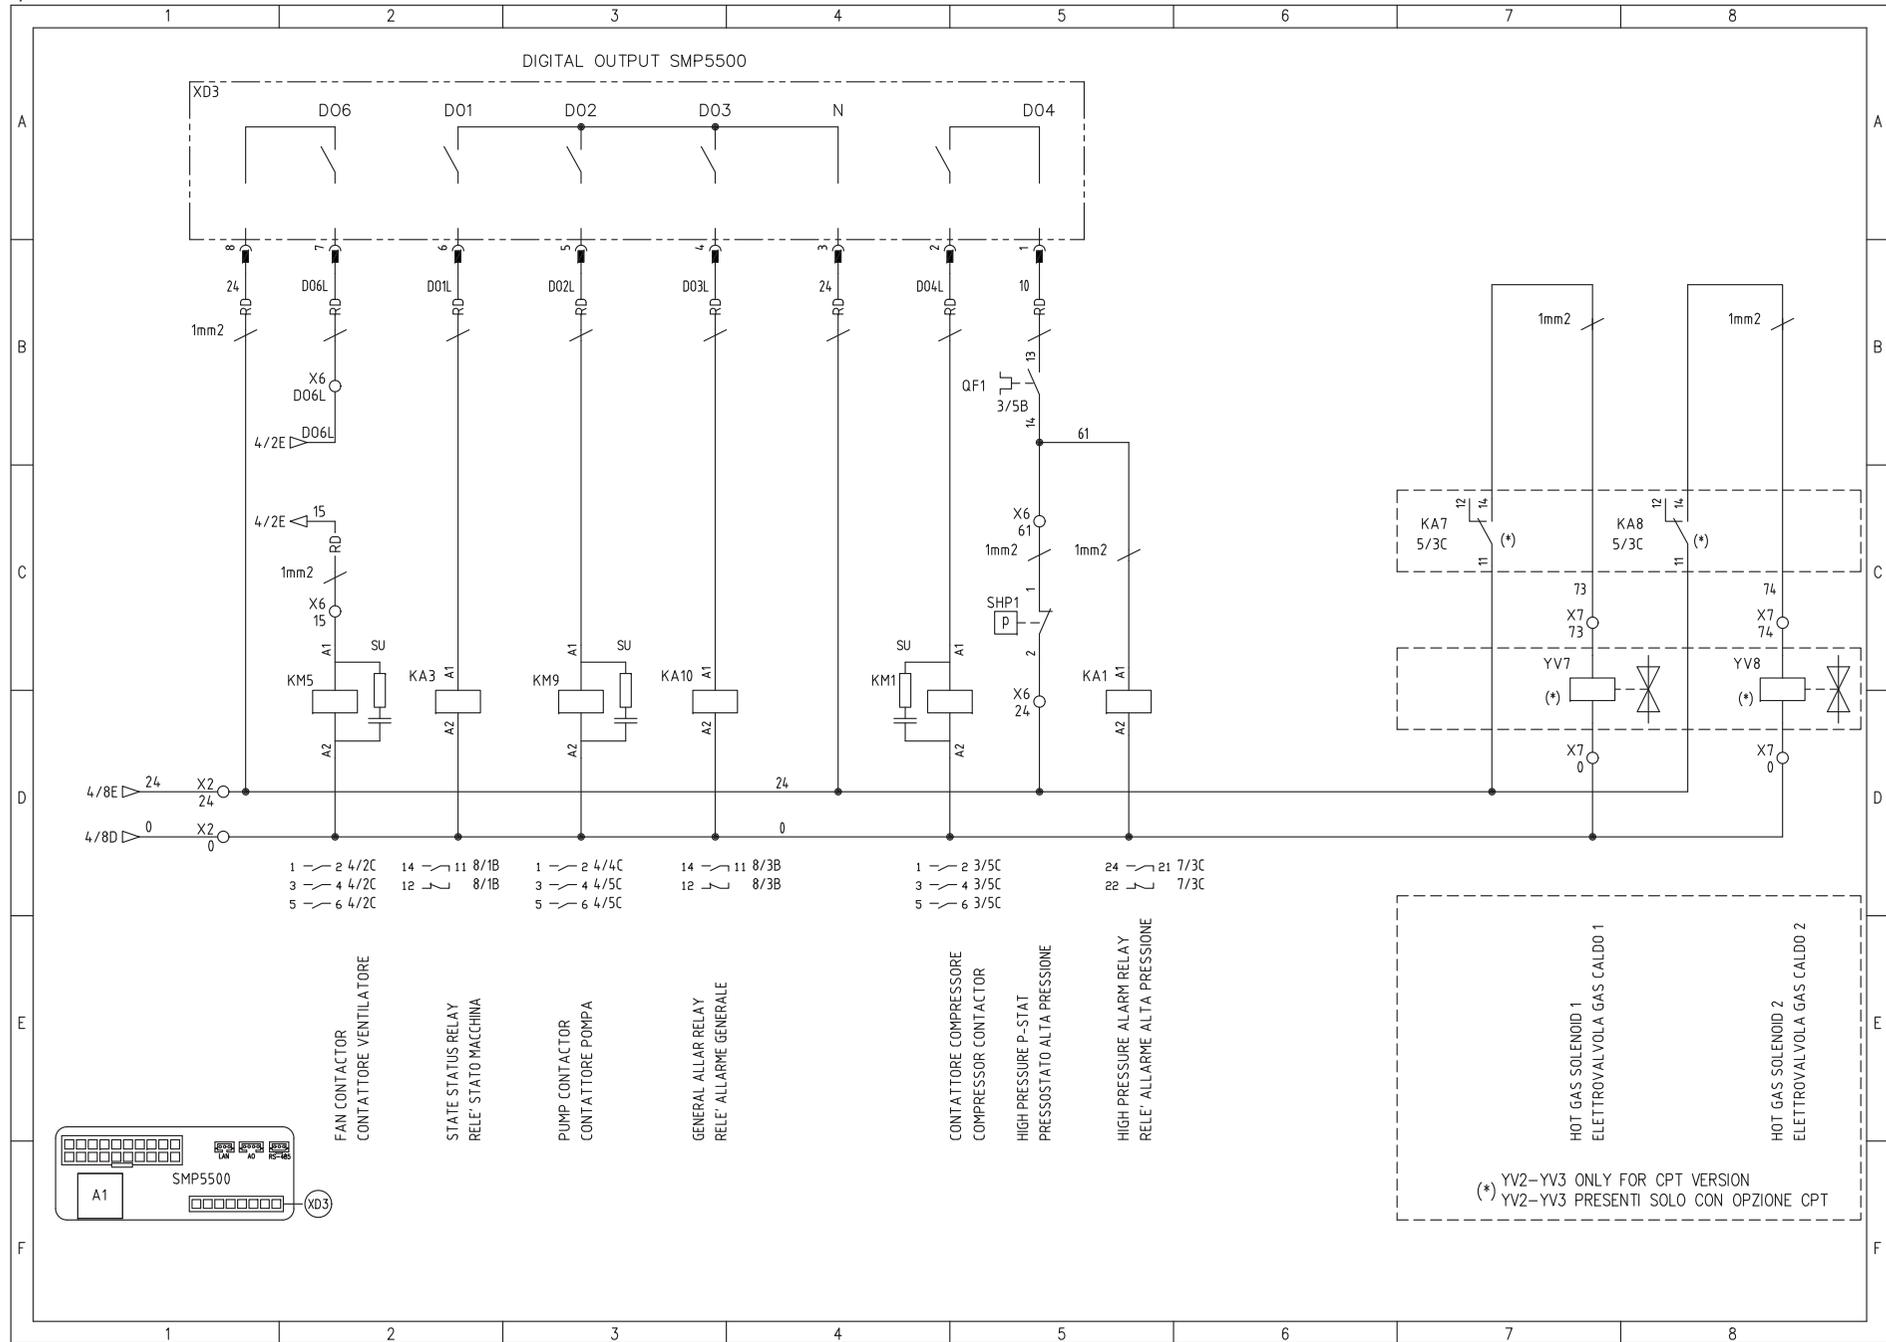 1 2 3 4 5 6 7 8
DIGITAL OUTPUT SMP5500
XD3
DO6 DO1 DO2 DO3 N DO4
A A
8 7 6 5 4 3 2 1
24 DO6L DO1L DO2L DO3L 24 DO4L 10
RD RD RD RD RD RD RD RD
1mm2 1mm2 1mm2
B B
13
X6
DO6L
QF1
3/5B
14
4/2E DO6L
61
12 14 12 14
4/2E 15
X6
61
KA7
5/3C
(*)
KA8
5/3C
(*)
RD
1mm2 1mm2 1mm2
11 11
C C
1
X6
15
SHP1
P
2
73 74
X7
73
X7
74
SU SU SU
A1 A1 A1 A1 A1 A1
KM5 KA3 KM9 KA10 KM1 KA1
X6
24
YV7
(*)
YV8
(*)
A2 A2 A2 A2 A2 A2
X7
0
X7
0
4/8E 24 X2
24
24
D D
4/8D 0 X2
0
0
1 2 4/2C 14 11 8/1B 1 2 4/4C 14 11 8/3B 1 2 3/5C 24 21 7/3C
3 4 4/2C 12 8/1B 3 4 4/5C 12 8/3B 3 4 3/5C 22 7/3C
5 6 4/2C 5 6 4/5C 5 6 3/5C
E E
FAN CONTACTOR
CONTATTORE VENTILATORE
STATE STATUS RELAY
RELE' STATO MACCHINA
PUMP CONTACTOR
CONTATTORE POMPA
GENERAL ALLAR RELAY
RELE' ALLARME GENERALE
CONTATTORE COMPRESSORE
COMPRESSOR CONTACTOR
HIGH PRESSURE P-STAT
PRESSOSTATO ALTA PRESSIONE
HIGH PRESSURE ALARM RELAY
RELE' ALLARME ALTA PRESSIONE
HOT GAS SOLENOID 1
ELETTROVALVOLA GAS CALDO 1
HOT GAS SOLENOID 2
ELETTROVALVOLA GAS CALDO 2
LAN AO RS-485
SMP5500
A1
XD3
(*) YV2-YV3 ONLY FOR CPT VERSION
YV2-YV3 PRESENTI SOLO CON OPZIONE CPT
F F
1 2 3 4 5 6 7 8